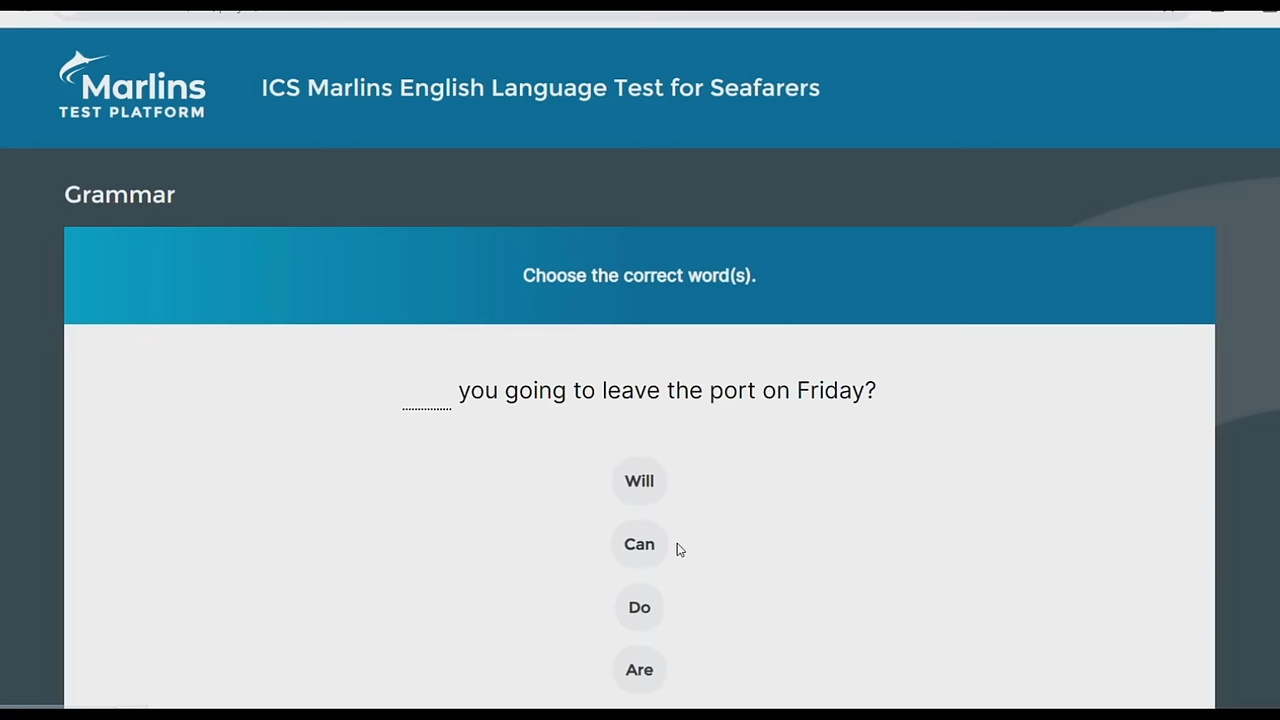 Marlins
TEST PLATFORM
ICS Marlins English Language Test for Seafarers
Grammar
Choose the correct word(s).
you going to leave the port on Friday?
Will
Can
Do
Are